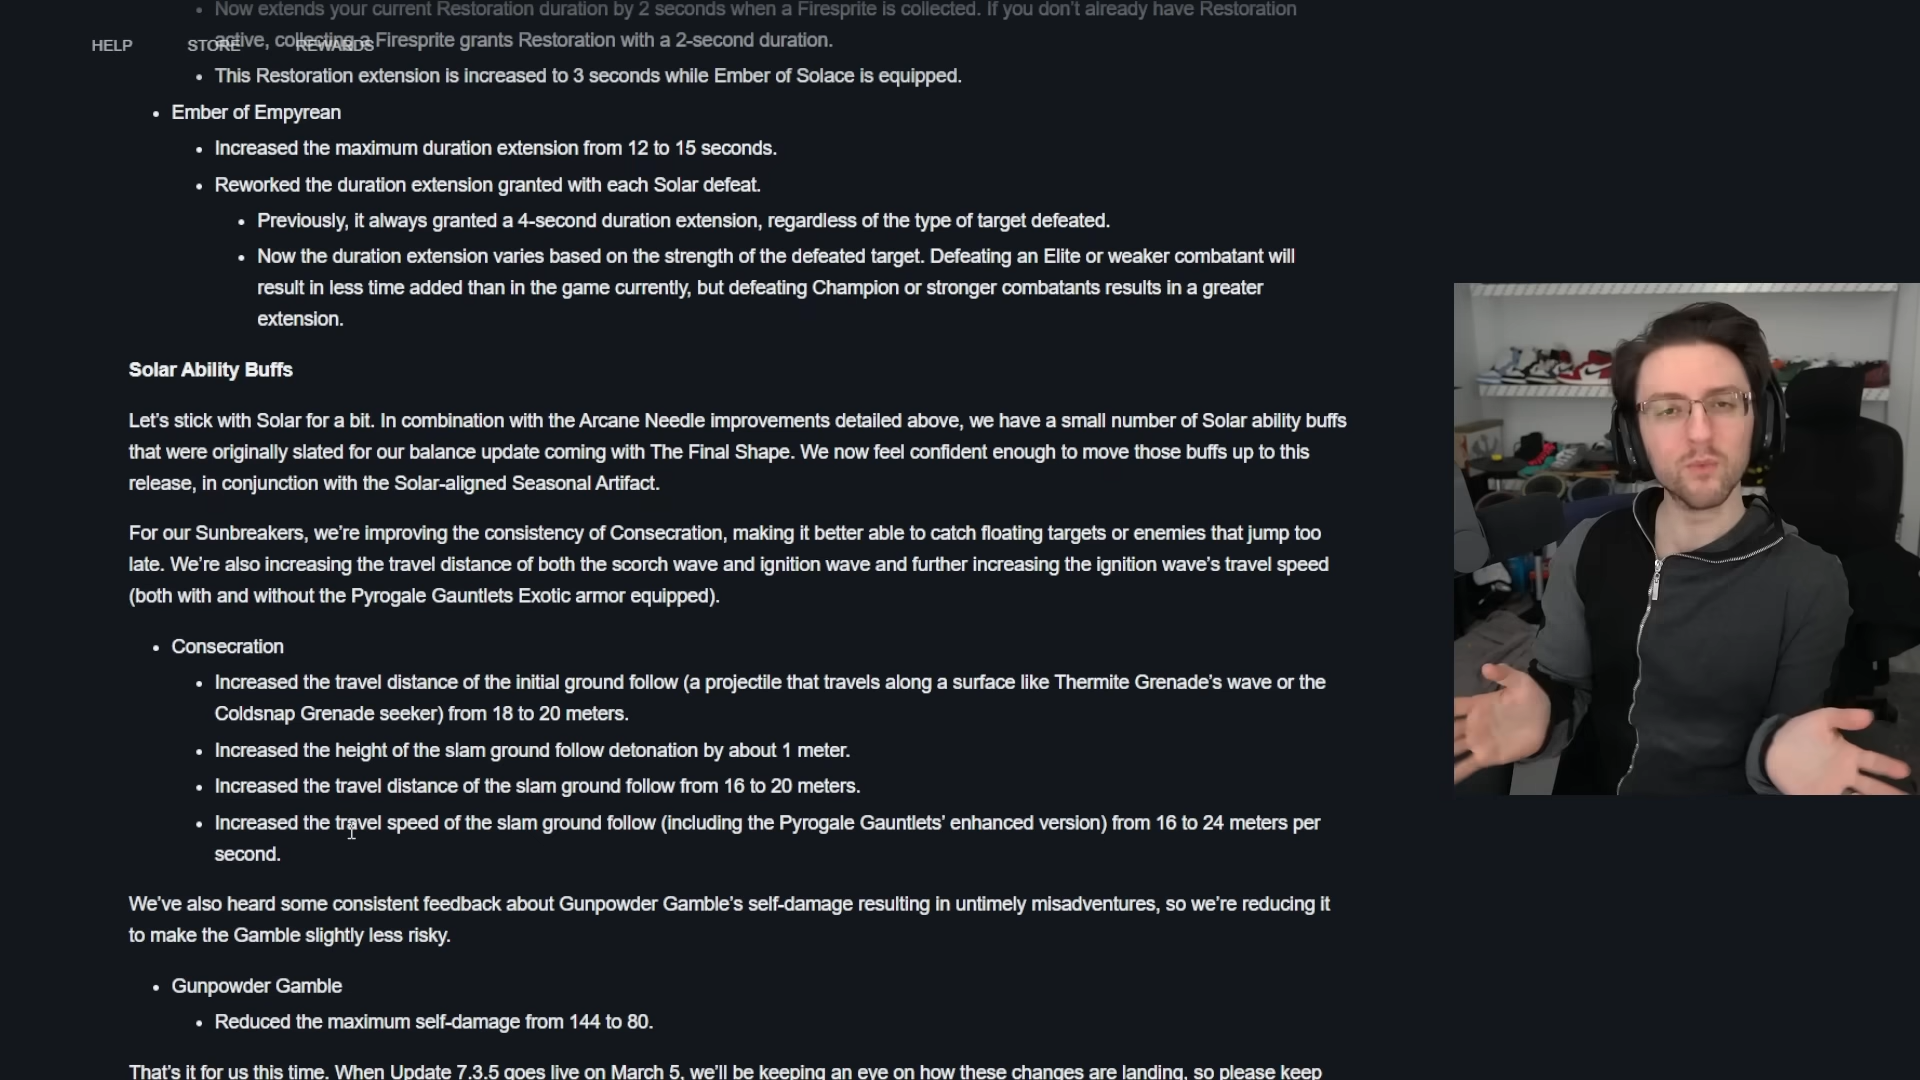 Now extends your current Restoration duration by 2 seconds when a Firesprite is collected. If you don't already have Restoration
active, collecting a Firesprite grants Restoration with a 2-second duration.
HELP STORE REWARDS
• This Restoration extension is increased to 3 seconds while Ember of Solace is equipped.
• Ember of Empyrean
• Increased the maximum duration extension from 12 to 15 seconds.
• Reworked the duration extension granted with each Solar defeat.
• Previously, it always granted a 4-second duration extension, regardless of the type of target defeated.
• Now the duration extension varies based on the strength of the defeated target. Defeating an Elite or weaker combatant will
result in less time added than in the game currently, but defeating Champion or stronger combatants results in a greater
extension.
Solar Ability Buffs
Let's stick with Solar for a bit. In combination with the Arcane Needle improvements detailed above, we have a small number of Solar ability buffs
that were originally slated for our balance update coming with The Final Shape. We now feel confident enough to move those buffs up to this
release, in conjunction with the Solar-aligned Seasonal Artifact.
For our Sunbreakers, we're improving the consistency of Consecration, making it better able to catch floating targets or enemies that jump too
late. We're also increasing the travel distance of both the scorch wave and ignition wave and further increasing the ignition wave's travel speed
(both with and without the Pyrogale Gauntlets Exotic armor equipped).
• Consecration
• Increased the travel distance of the initial ground follow (a projectile that travels along a surface like Thermite Grenade's wave or the
Coldsnap Grenade seeker) from 18 to 20 meters.
• Increased the height of the slam ground follow detonation by about 1 meter.
• Increased the travel distance of the slam ground follow from 16 to 20 meters.
• Increased the travel speed of the slam ground follow (including the Pyrogale Gauntlets' enhanced version) from 16 to 24 meters per
second.
We've also heard some consistent feedback about Gunpowder Gamble's self-damage resulting in untimely misadventures, so we're reducing it
to make the Gamble slightly less risky.
• Gunpowder Gamble
• Reduced the maximum self-damage from 144 to 80.
That's it for us this time. When Update 7.3.5 goes live on March 5, we'll be keeping an eye on how these changes are landing, so please keep